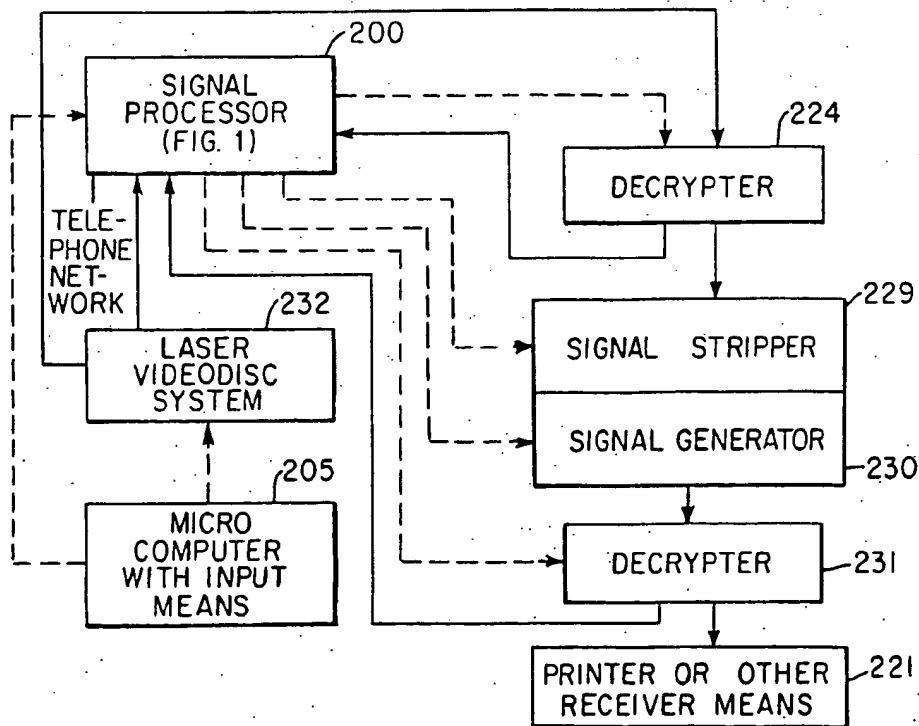 200
SIGNAL
PROCESSOR
(FIG. 1)
224
DECRYPTER
TELE-
PHONE
NET-
WORK
232
LASER
VIDEODISC
SYSTEM
229
SIGNAL STRIPPER
SIGNAL GENERATOR
230
205
MICRO
COMPUTER
WITH INPUT
MEANS
DECRYPTER
231
PRINTER OR OTHER
RECEIVER MEANS
221